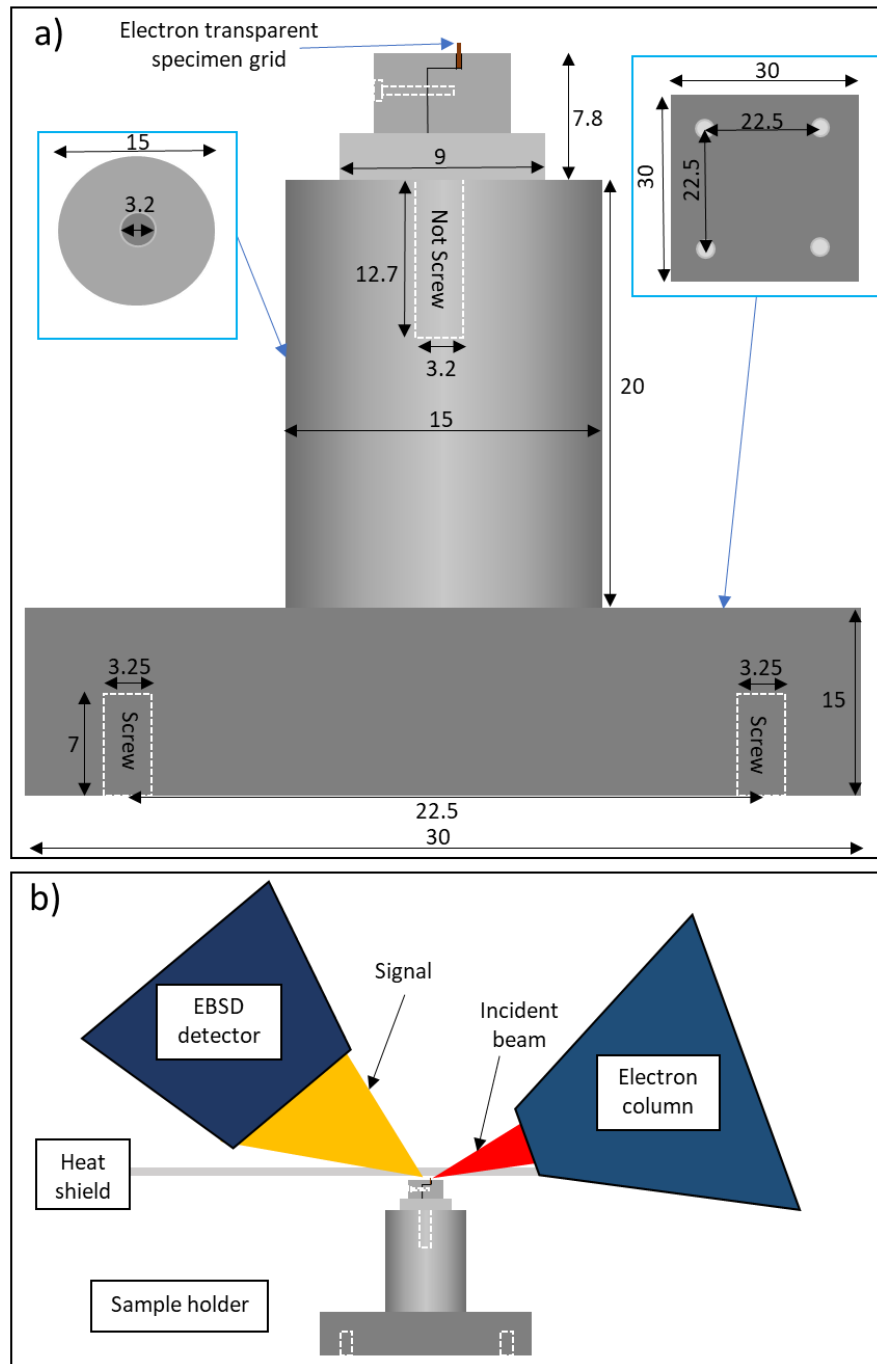 a)
Electron transparent
specimen grid
7.8
30
22.5
30
22.5
15
3.2
9
Not Screw
12.7
3.2
20
15
3.25
3.25
15
7
Screw
Screw
22.5
30
b)
Signal
EBSD
detector
Incident
beam
Electron
column
Heat
shield
Sample holder